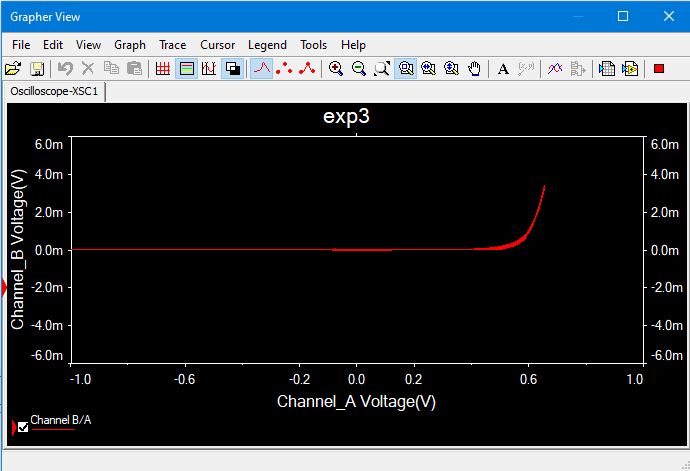 Grapher View
File Edit View Graph Trace Cursor Legend Tools Help
A
Oscilloscope-XSC1
exp3
6.0m 6.0m
4.0m 4.0m
2.0m 2.0m
0.0m 0.0m
-2.0m -2.0m
-4.0m -4.0m
-6.0m -6.0m
Channel_B Voltage(V)
-1.0 -0.6 -0.2 0.0 0.2 0.6 1.0
Channel_A Voltage(V)
Channel B/A